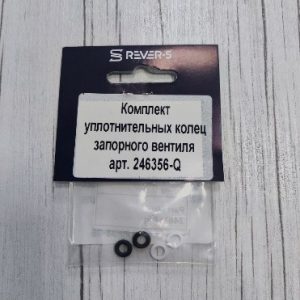 REVER-S
Комплект
уплотнительных колец
запорного вентиля
арт. 246356-Q